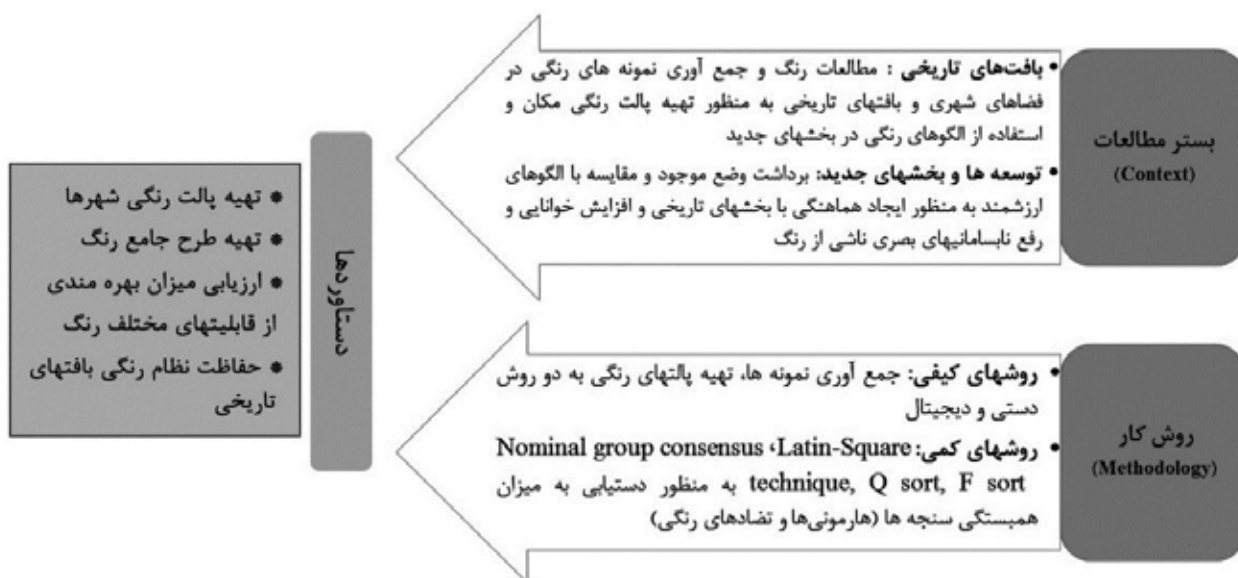 بستر مطالعات
(Context)
• بافت‌های تاریخی : مطالعات رنگ و جمع آوری نمونه های رنگی در
فضاهای شهری و بافتهای تاریخی به منظور تهیه پالت رنگی مکان و
استفاده از الگوهای رنگی در بخشهای جدید
• توسعه ها و بخشهای جدید: برداشت وضع موجود و مقایسه با الگوهای
ارزشمند به منظور ایجاد هماهنگی با بخشهای تاریخی و افزایش خوانایی و
رفع نابسامانیهای بصری ناشی از رنگ
روش کار
(Methodology)
• روشهای کیفی: جمع آوری نمونه ها، تهیه پالتهای رنگی به دو روش
دستی و دیجیتال
• روشهای کمی: Nominal group consensus ،Latin-Square
technique, Q sort, F sort به منظور دستیابی به میزان
همبستگی سنجه ها (هارمونی‌ها و تضادهای رنگی)
دستاوردها
* تهیه پالت رنگی شهرها
* تهیه طرح جامع رنگ
* ارزیابی میزان بهره مندی
از قابلیتهای مختلف رنگ
* حفاظت نظام رنگی بافتهای
تاریخی